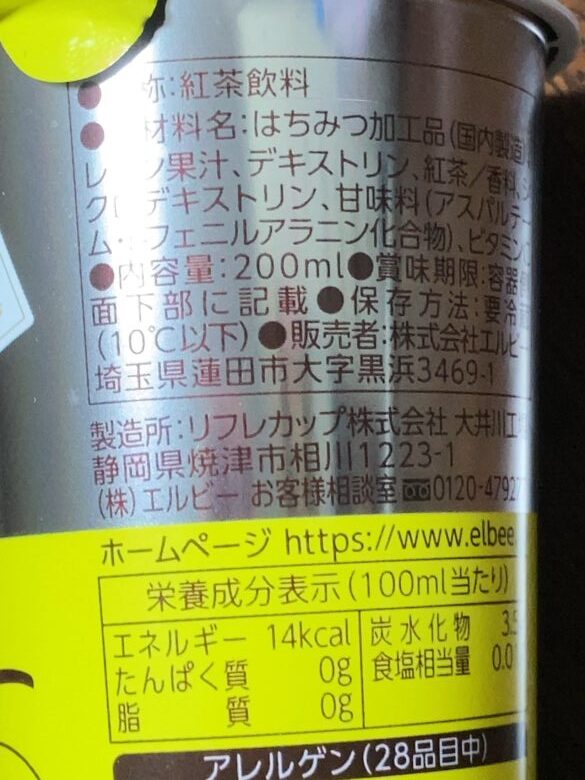 称:紅茶飲料
材料名:はちみつ加工品(国内製造)
レ 果汁、デキストリン、紅茶/香料、シ
ク デキストリン、甘味料(アスパルテー
ム・ フェニルアラニン化合物)、ビタミン
●内容量:200ml●賞味期限:容器
面下部に記載●保存方法:要冷
(10℃以下)●販売者:株式会社エルビー
埼玉県蓮田市大字黒浜3469-1
製造所:リフレカップ株式会社 大井川工
静岡県焼津市相川1223-1
(株)エルビー お客様相談室 0120-4792
ホームページ https://www.elbee
栄養成分表示(100ml当たり)
エネルギー 14kcal 炭水化物 3.
たんぱく質 0g 食塩相当量 0.0
脂質 0g
アレルゲン(28品目中)